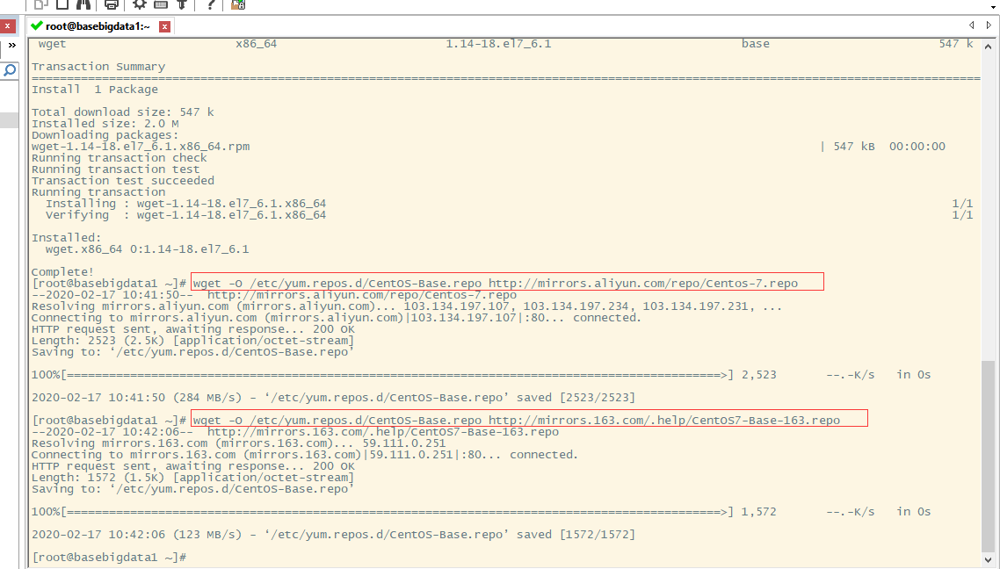 root@basebigdata1:~
wget x86_64 1.14-18.el7_6.1 base 547 k
Transaction Summary
================================================================================
Install 1 Package
Total download size: 547 k
Installed size: 2.0 M
Downloading packages:
wget-1.14-18.el7_6.1.x86_64.rpm | 547 kB 00:00:00
Running transaction check
Running transaction test
Transaction test succeeded
Running transaction
Installing : wget-1.14-18.el7_6.1.x86_64 1/1
Verifying : wget-1.14-18.el7_6.1.x86_64 1/1
Installed:
wget.x86_64 0:1.14-18.el7_6.1
Complete!
[root@basebigdata1 ~]# wget -O /etc/yum.repos.d/CentOS-Base.repo http://mirrors.aliyun.com/repo/Centos-7.repo
--2020-02-17 10:41:50-- http://mirrors.aliyun.com/repo/Centos-7.repo
Resolving mirrors.aliyun.com (mirrors.aliyun.com)... 103.134.197.107, 103.134.197.234, 103.134.197.231, ...
Connecting to mirrors.aliyun.com (mirrors.aliyun.com)|103.134.197.107|:80... connected.
HTTP request sent, awaiting response... 200 OK
Length: 2523 (2.5K) [application/octet-stream]
Saving to: ‘/etc/yum.repos.d/CentOS-Base.repo’
100%[==============================================================================>] 2,523 --.-K/s in 0s
2020-02-17 10:41:50 (284 MB/s) - ‘/etc/yum.repos.d/CentOS-Base.repo’ saved [2523/2523]
[root@basebigdata1 ~]# wget -O /etc/yum.repos.d/CentOS-Base.repo http://mirrors.163.com/.help/CentOS7-Base-163.repo
--2020-02-17 10:42:06-- http://mirrors.163.com/.help/CentOS7-Base-163.repo
Resolving mirrors.163.com (mirrors.163.com)... 59.111.0.251
Connecting to mirrors.163.com (mirrors.163.com)|59.111.0.251|:80... connected.
HTTP request sent, awaiting response... 200 OK
Length: 1572 (1.5K) [application/octet-stream]
Saving to: ‘/etc/yum.repos.d/CentOS-Base.repo’
100%[==============================================================================>] 1,572 --.-K/s in 0s
2020-02-17 10:42:06 (123 MB/s) - ‘/etc/yum.repos.d/CentOS-Base.repo’ saved [1572/1572]
[root@basebigdata1 ~]#